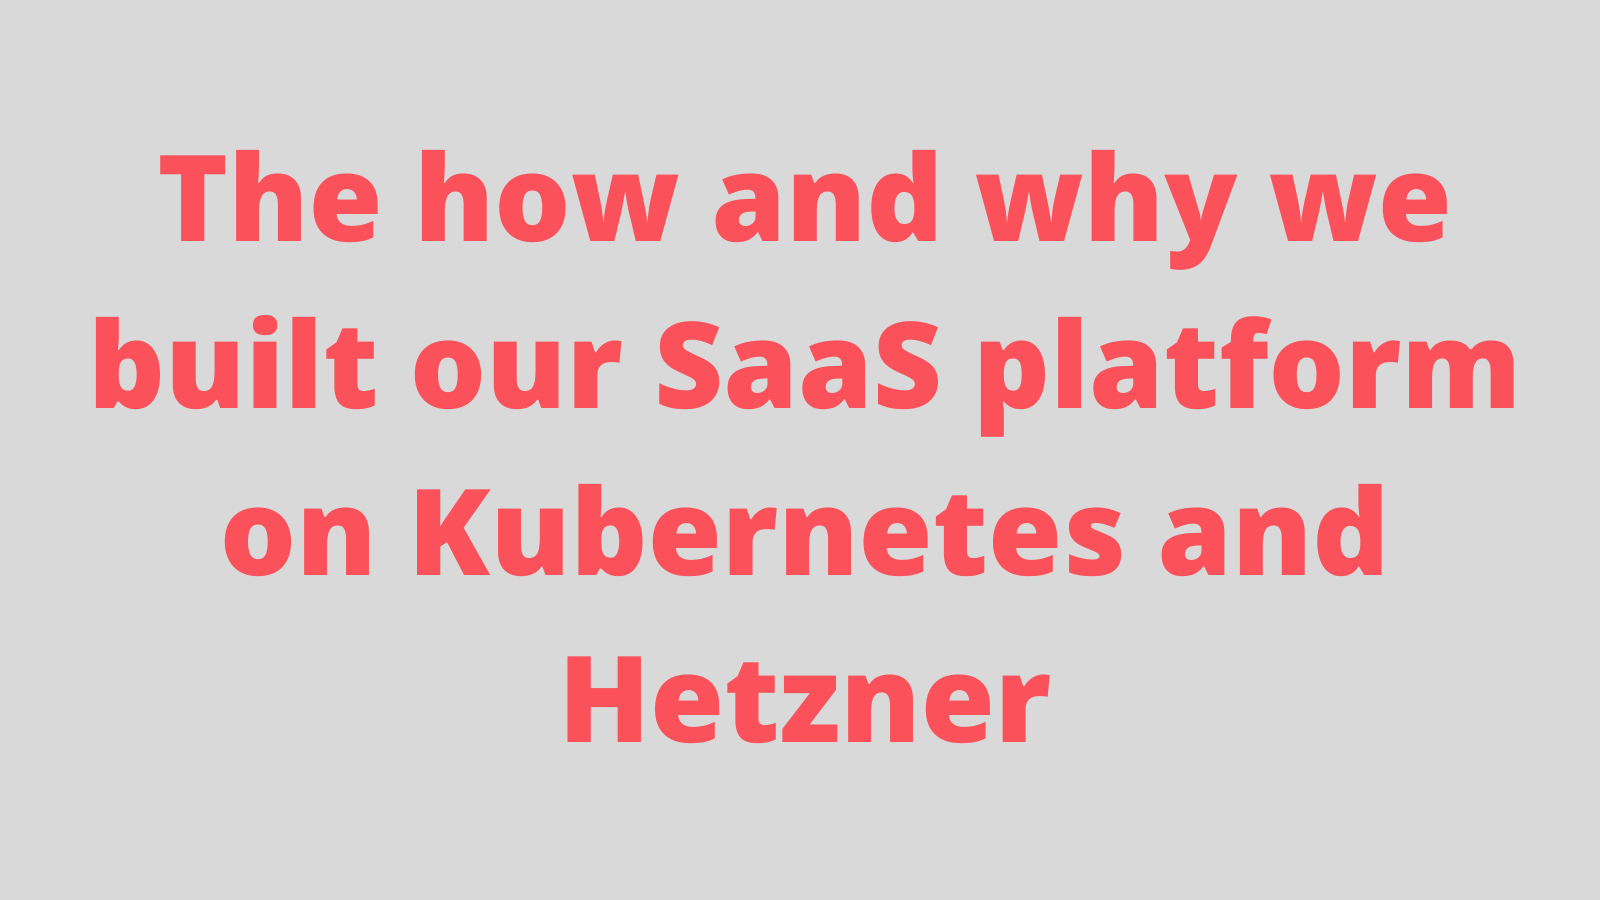 The how and why we
built our SaaS platform
on Kubernetes and
Hetzner